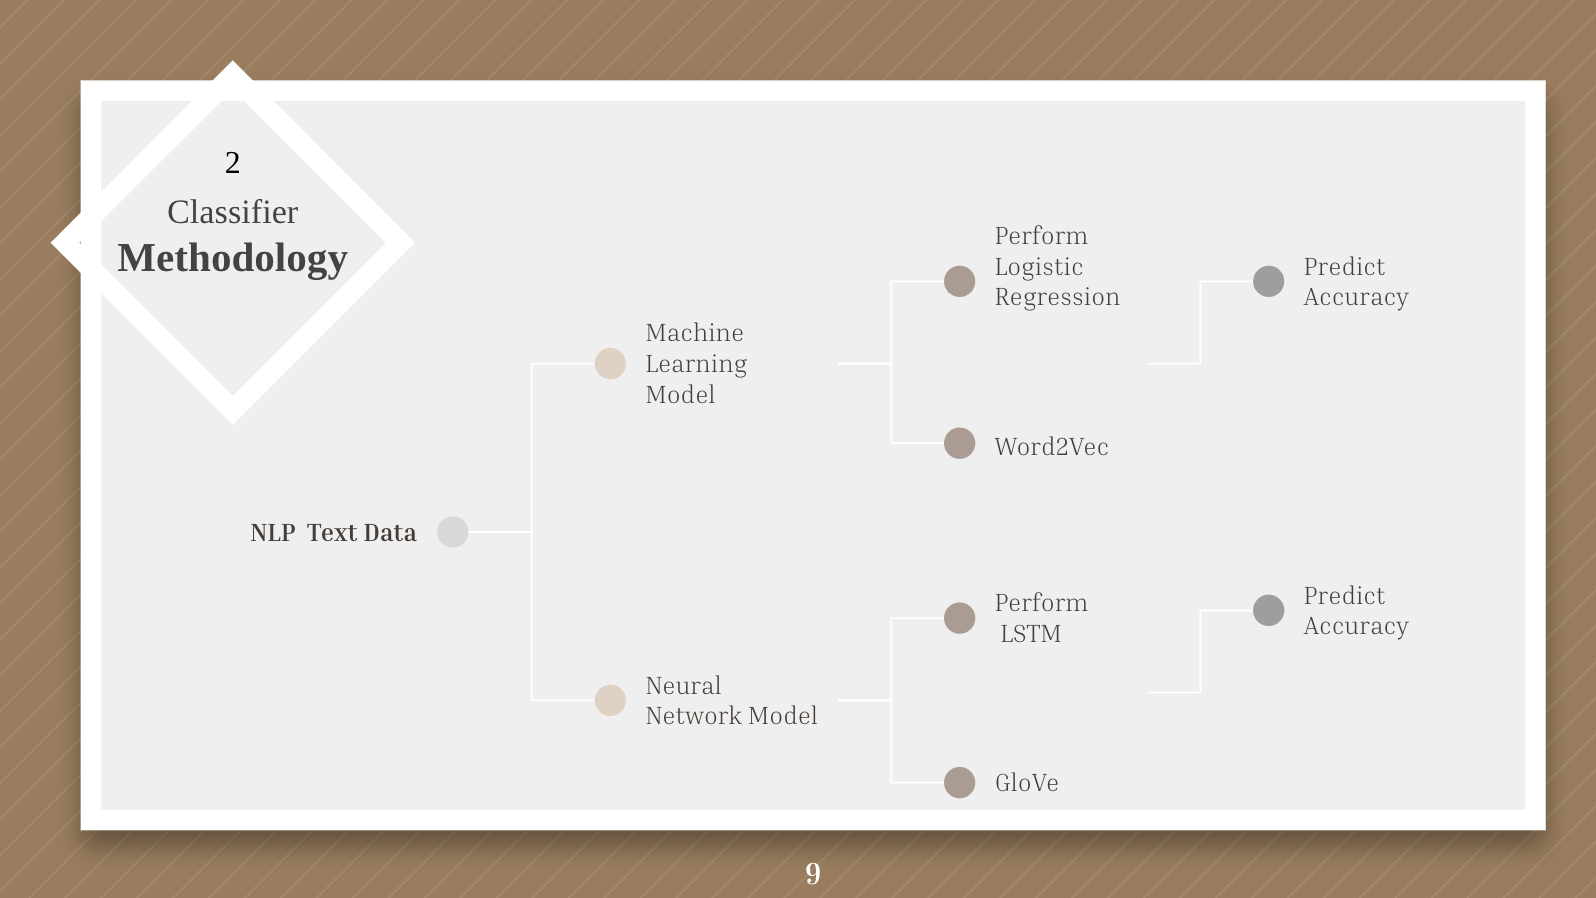 2
Classifier
Methodology
NLP  Text Data
Machine
Learning
Model
Perform
Logistic
Regression
Predict
Accuracy
Word2Vec
Neural
Network Model
Perform
LSTM
Predict
Accuracy
GloVe
9